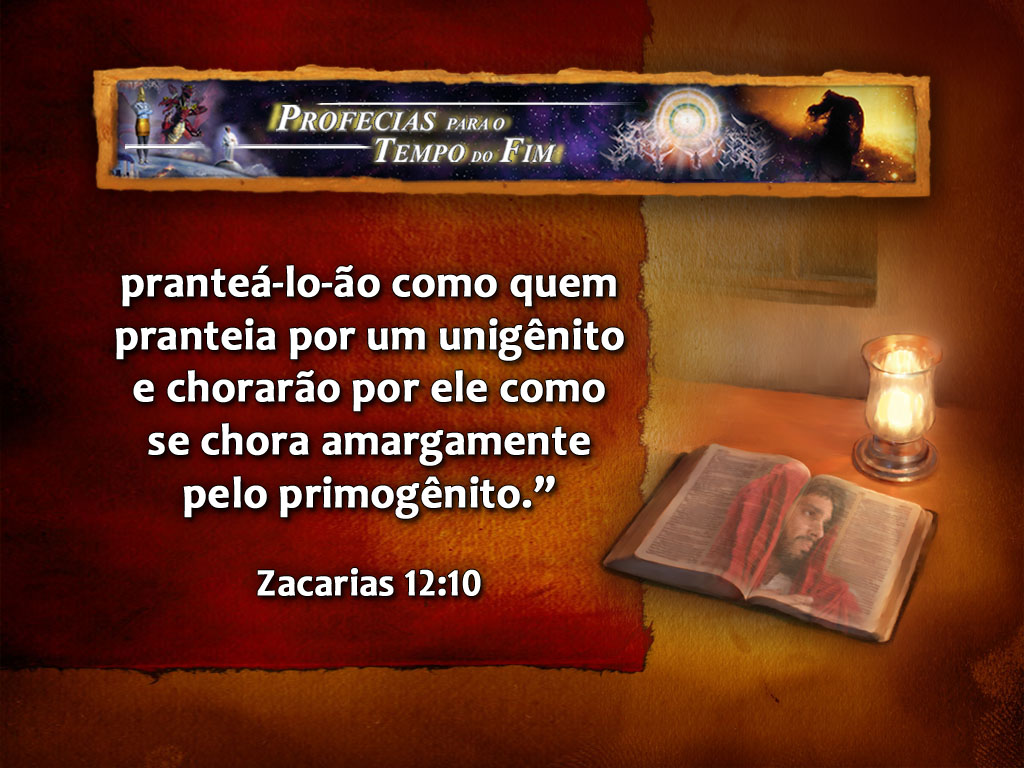 PROFECIAS PARA O
TEMPO DO FIM
pranteá-lo-ão como quem
pranteia por um unigênito
e chorarão por ele como
se chora amargamente
pelo primogênito.”
Zacarias 12:10